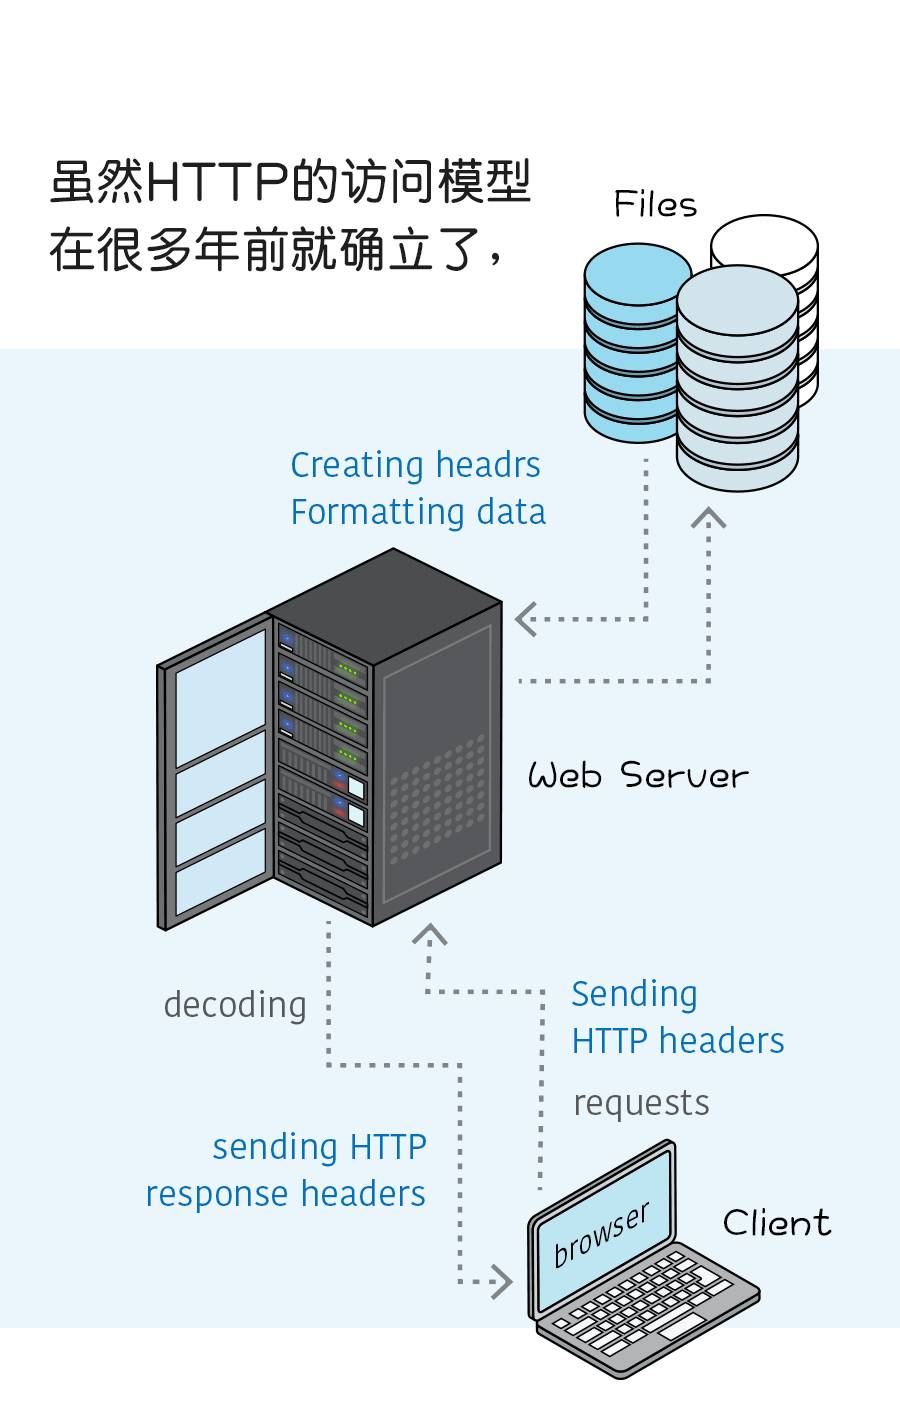 虽然HTTP的访问模型
在很多年前就确立了，
Files
Creating headrs
Formatting data
Web Server
decoding
Sending
HTTP headers
requests
sending HTTP
response headers
browser
Client